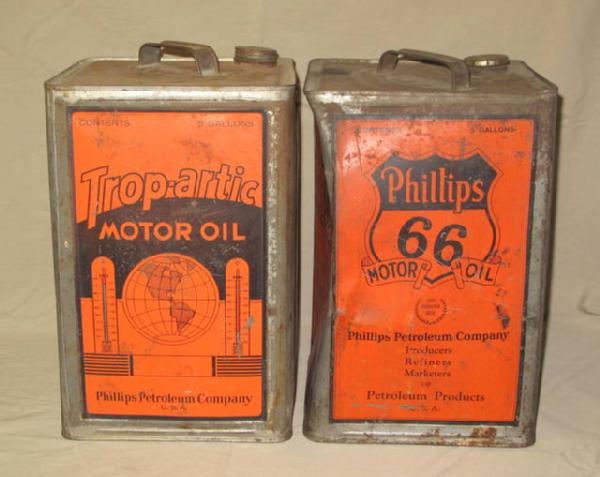 CONTENTS 5 GALLONS
Trop-artic
MOTOR OIL
Phillips Petroleum Company
U.S.A.
5 GALLONS
Phillips
66
MOTOR OIL
Phillips Petroleum Company
Producers
Refiners
Marketers
OF
Petroleum Products
U.S.A.